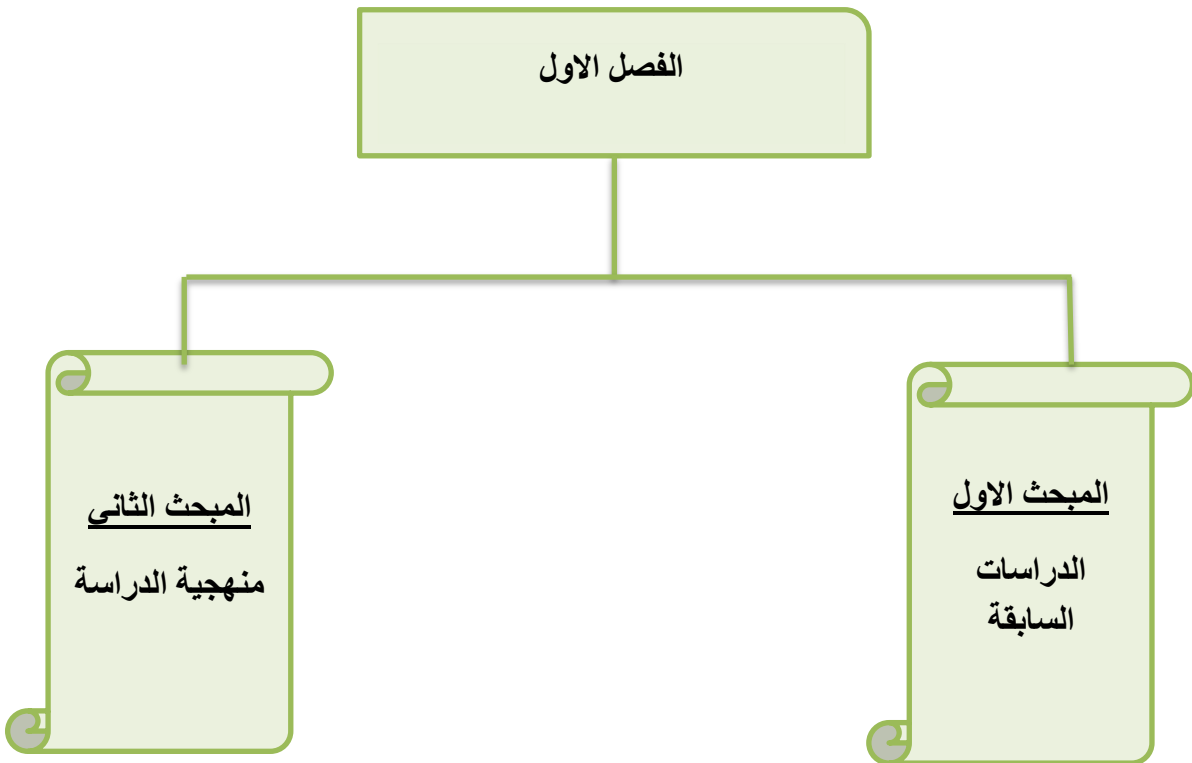 الفصل الاول
المبحث الاول
الدراسات
السابقة
المبحث الثاني
منهجية الدراسة